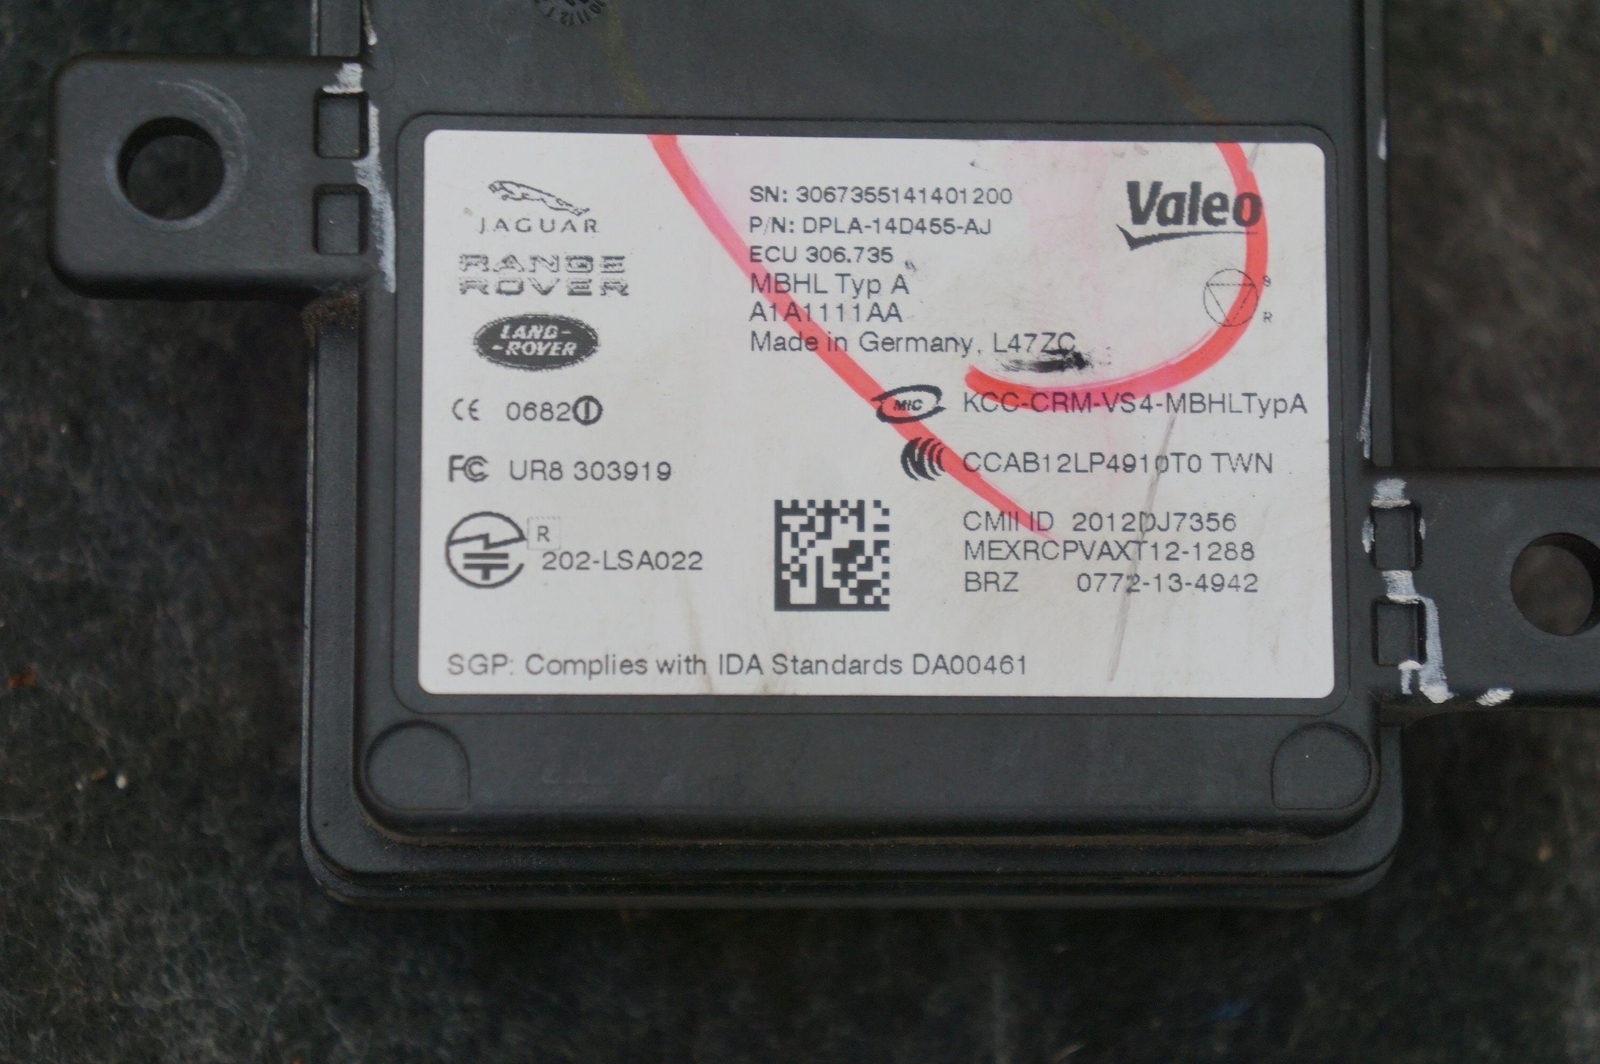 JAGUAR
RANGE
ROVER
LAND-
-ROVER
CE 0682
FC UR8 303919
R
202-LSA022
SN: 3067355141401200
P/N: DPLA-14D455-AJ
ECU 306.735
MBHL Typ A
A1A1111AA
Made in Germany, L47ZC
Valeo
R
MIC KCC-CRM-VS4-MBHLTypA
CCAB12LP4910T0 TWN
CMII ID 2012DJ7356
MEXRCPVAXT12-1288
BRZ 0772-13-4942
SGP: Complies with IDA Standards DA00461